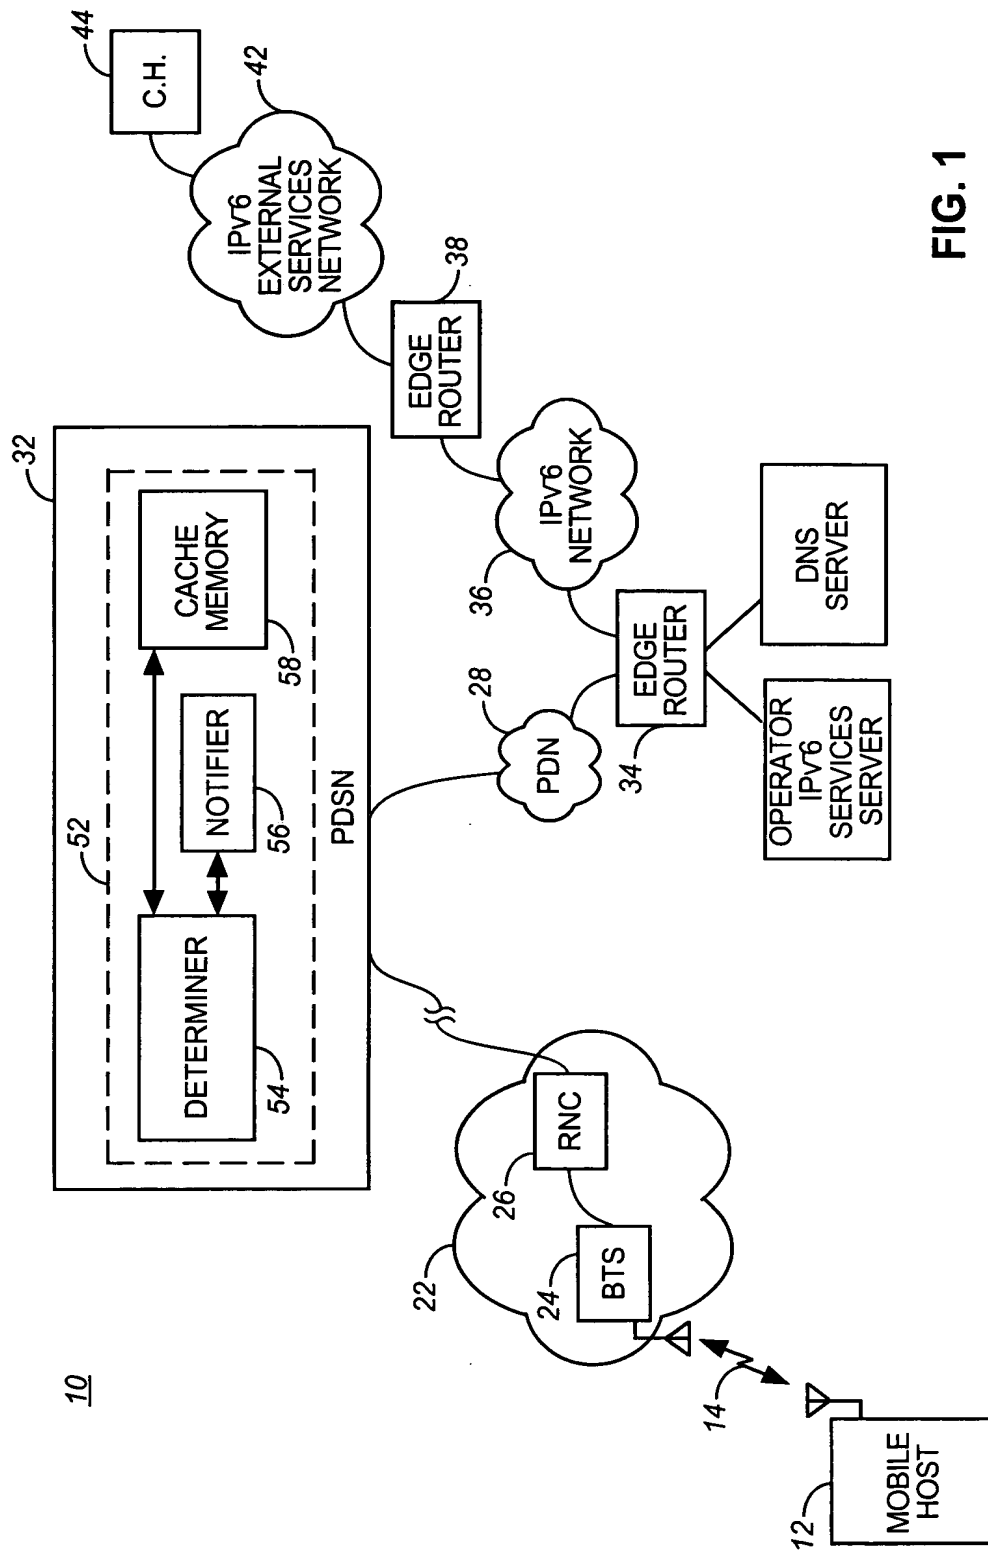 10
32
52
DETERMINER
54
NOTIFIER
56
CACHE
MEMORY
58
PDSN
44
C.H.
42
IPv6
EXTERNAL
SERVICES
NETWORK
38
EDGE
ROUTER
36
IPv6
NETWORK
28
PDN
34
EDGE
ROUTER
OPERATOR
IPv6
SERVICES
SERVER
DNS
SERVER
22
26
RNC
24
BTS
14
12
MOBILE
HOST
FIG. 1